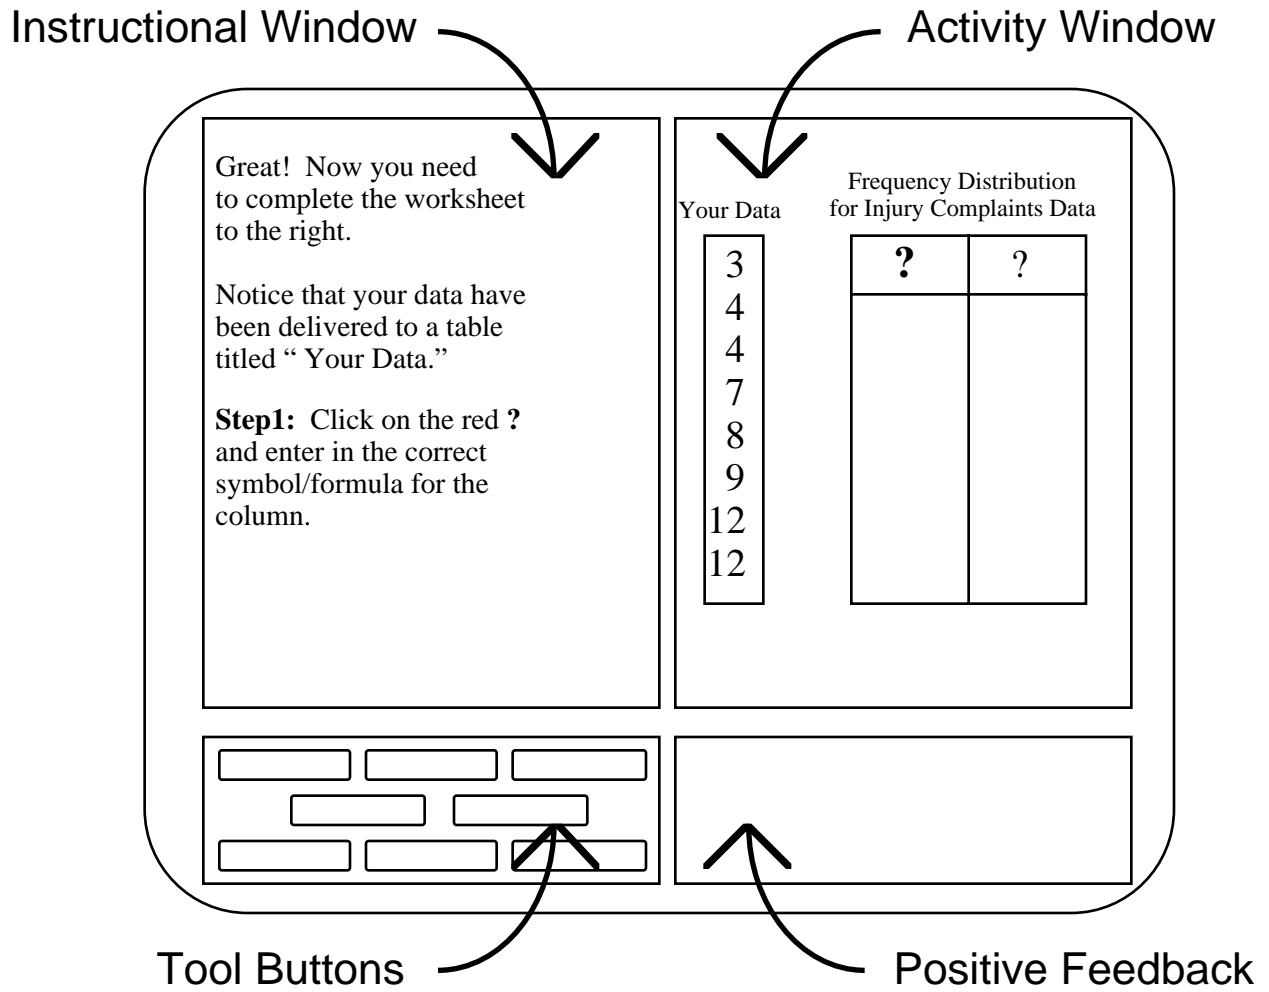 Instructional Window
Activity Window
Great!  Now you need
to complete the worksheet
to the right.
Notice that your data have
been delivered to a table
titled “ Your Data.”
Step1:  Click on the red ?
and enter in the correct
symbol/formula for the
column.
Your Data
3
4
4
7
8
9
12
12
Frequency Distribution
for Injury Complaints Data
? ?
Tool Buttons
Positive Feedback